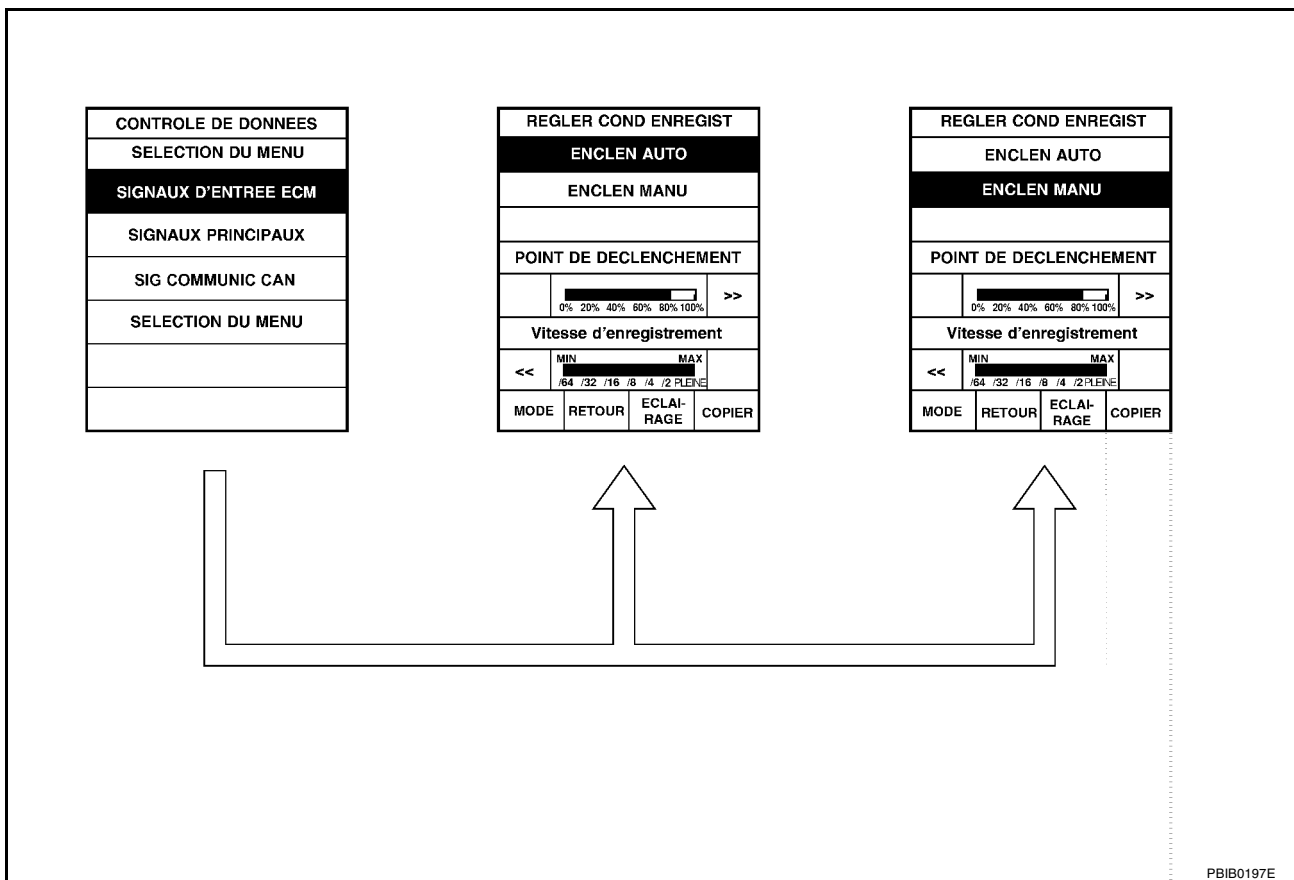 CONTROLE DE DONNEES
SELECTION DU MENU
SIGNAUX D'ENTREE ECM
SIGNAUX PRINCIPAUX
SIG COMMUNIC CAN
SELECTION DU MENU
REGLER COND ENREGIST
ENCLEN AUTO
ENCLEN MANU
POINT DE DECLENCHEMENT
>>
0% 20% 40% 60% 80% 100%
Vitesse d'enregistrement
MIN MAX
<<
/64 /32 /16 /8 /4 /2 PLEINE
MODE RETOUR ECLAI-
RAGE COPIER
REGLER COND ENREGIST
ENCLEN AUTO
ENCLEN MANU
POINT DE DECLENCHEMENT
>>
0% 20% 40% 60% 80% 100%
Vitesse d'enregistrement
MIN MAX
<<
/64 /32 /16 /8 /4 /2 PLEINE
MODE RETOUR ECLAI-
RAGE COPIER
PBIB0197E